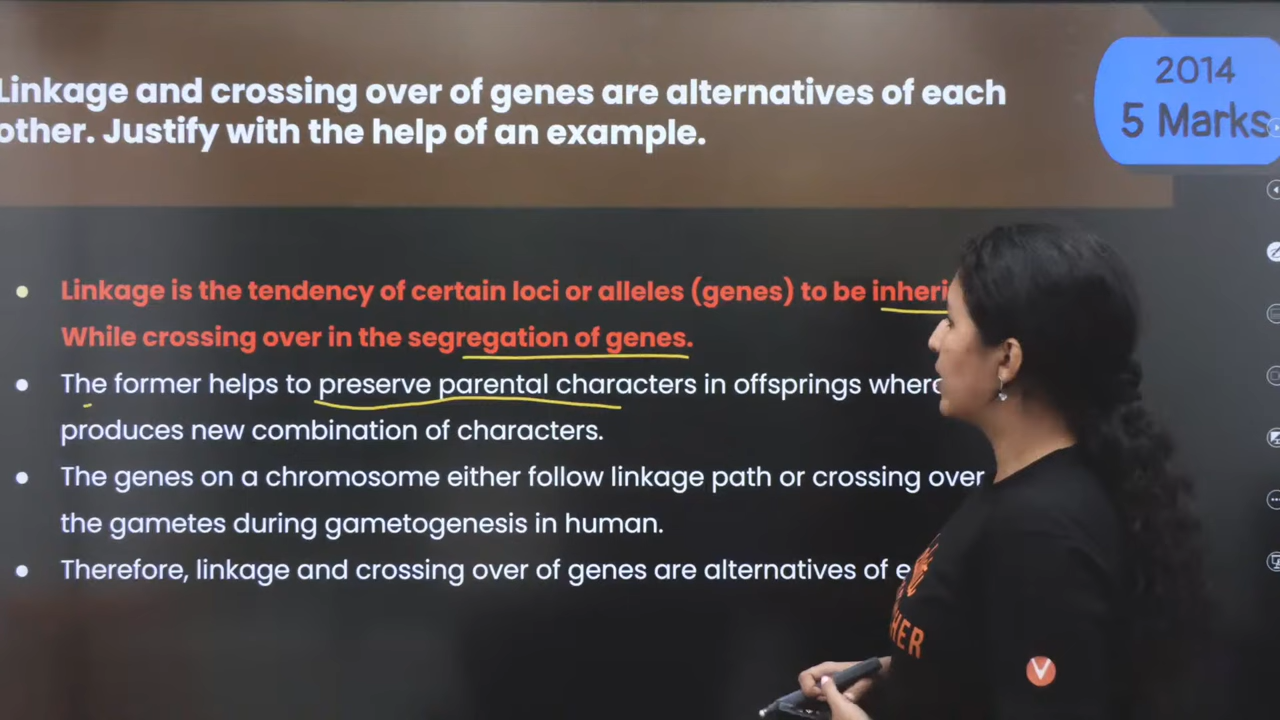 Linkage and crossing over of genes are alternatives of each
other. Justify with the help of an example.
2014
5 Marks
Linkage is the tendency of certain loci or alleles (genes) to be
While crossing over in the segregation of genes.
The former helps to preserve parental characters in offsprings
produces new combination of characters.
The genes on a chromosome either follow linkage path or crossing over
the gametes during gametogenesis in human.
Therefore, linkage and crossing over of genes are alternatives of
V